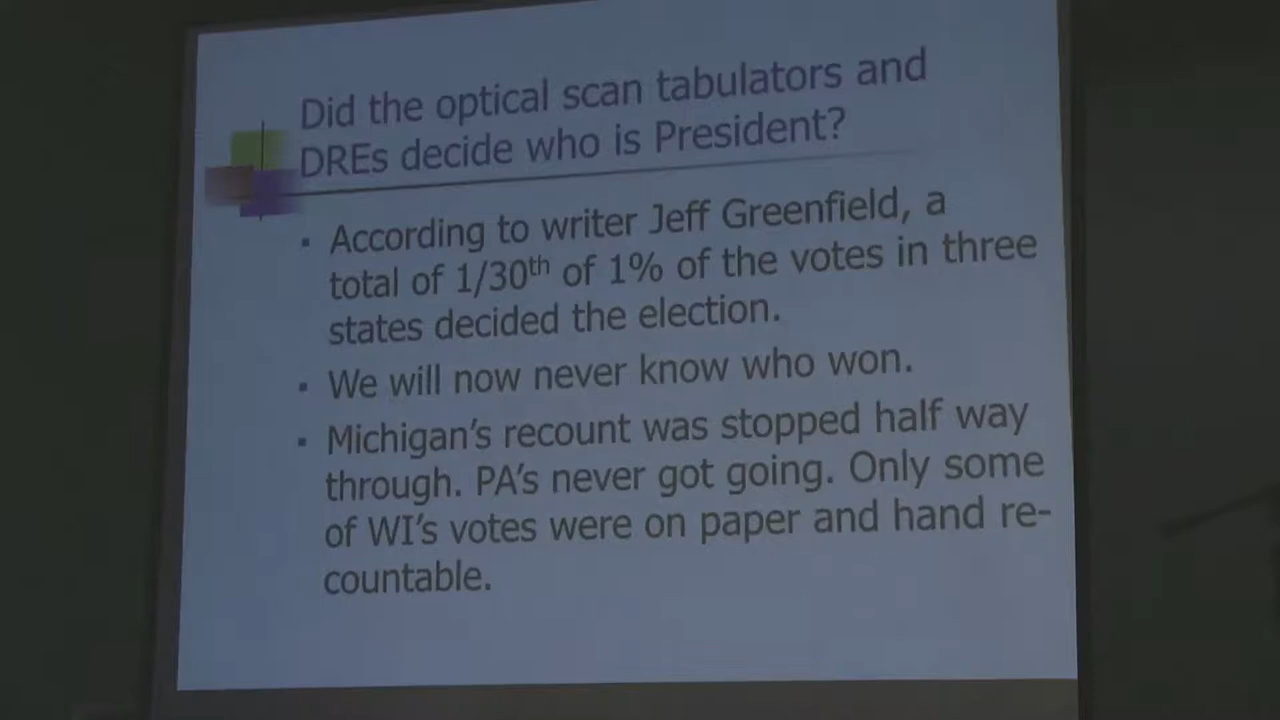 Did the optical scan tabulators and
DREs decide who is President?
▪ According to writer Jeff Greenfield, a
total of 1/30th of 1% of the votes in three
states decided the election.
▪ We will now never know who won.
▪ Michigan's recount was stopped half way
through. PA's never got going. Only some
of WI's votes were on paper and hand re-
countable.